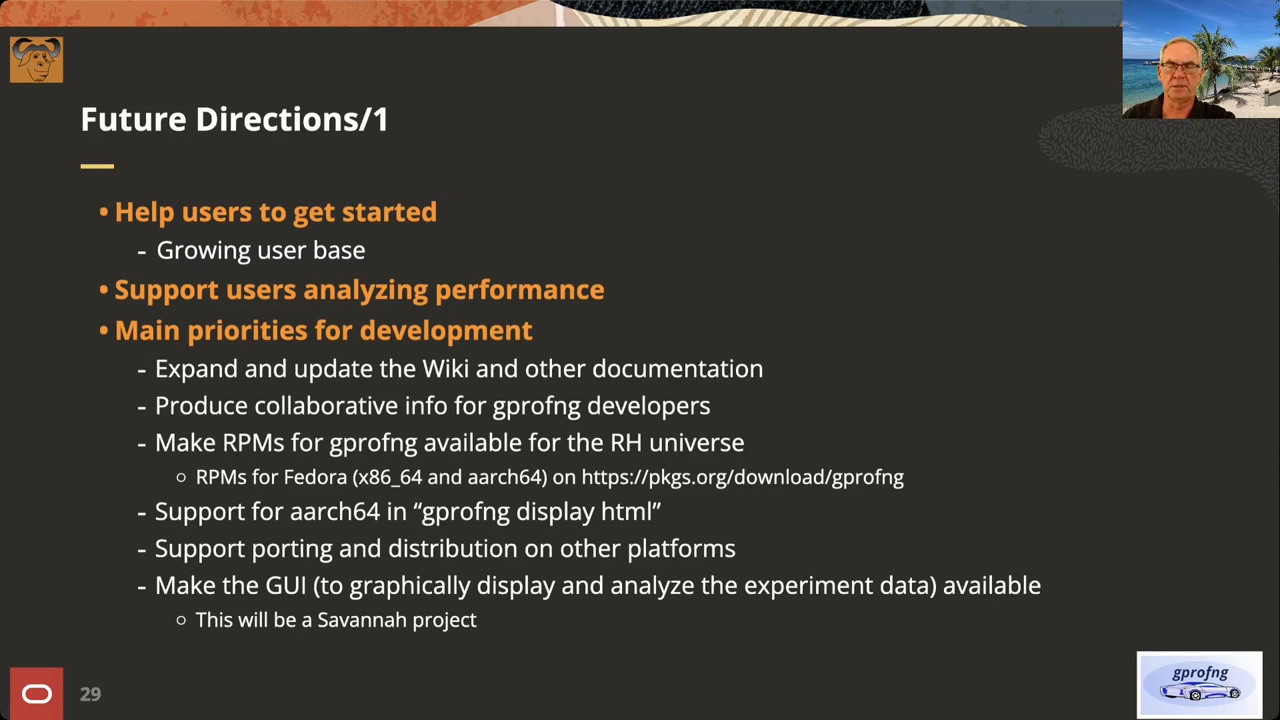 Future Directions/1
• Help users to get started
- Growing user base
• Support users analyzing performance
• Main priorities for development
- Expand and update the Wiki and other documentation
- Produce collaborative info for gprofng developers
- Make RPMs for gprofng available for the RH universe
○ RPMs for Fedora (x86_64 and aarch64) on https://pkgs.org/download/gprofng
- Support for aarch64 in “gprofng display html”
- Support porting and distribution on other platforms
- Make the GUI (to graphically display and analyze the experiment data) available
○ This will be a Savannah project
29
gprofng